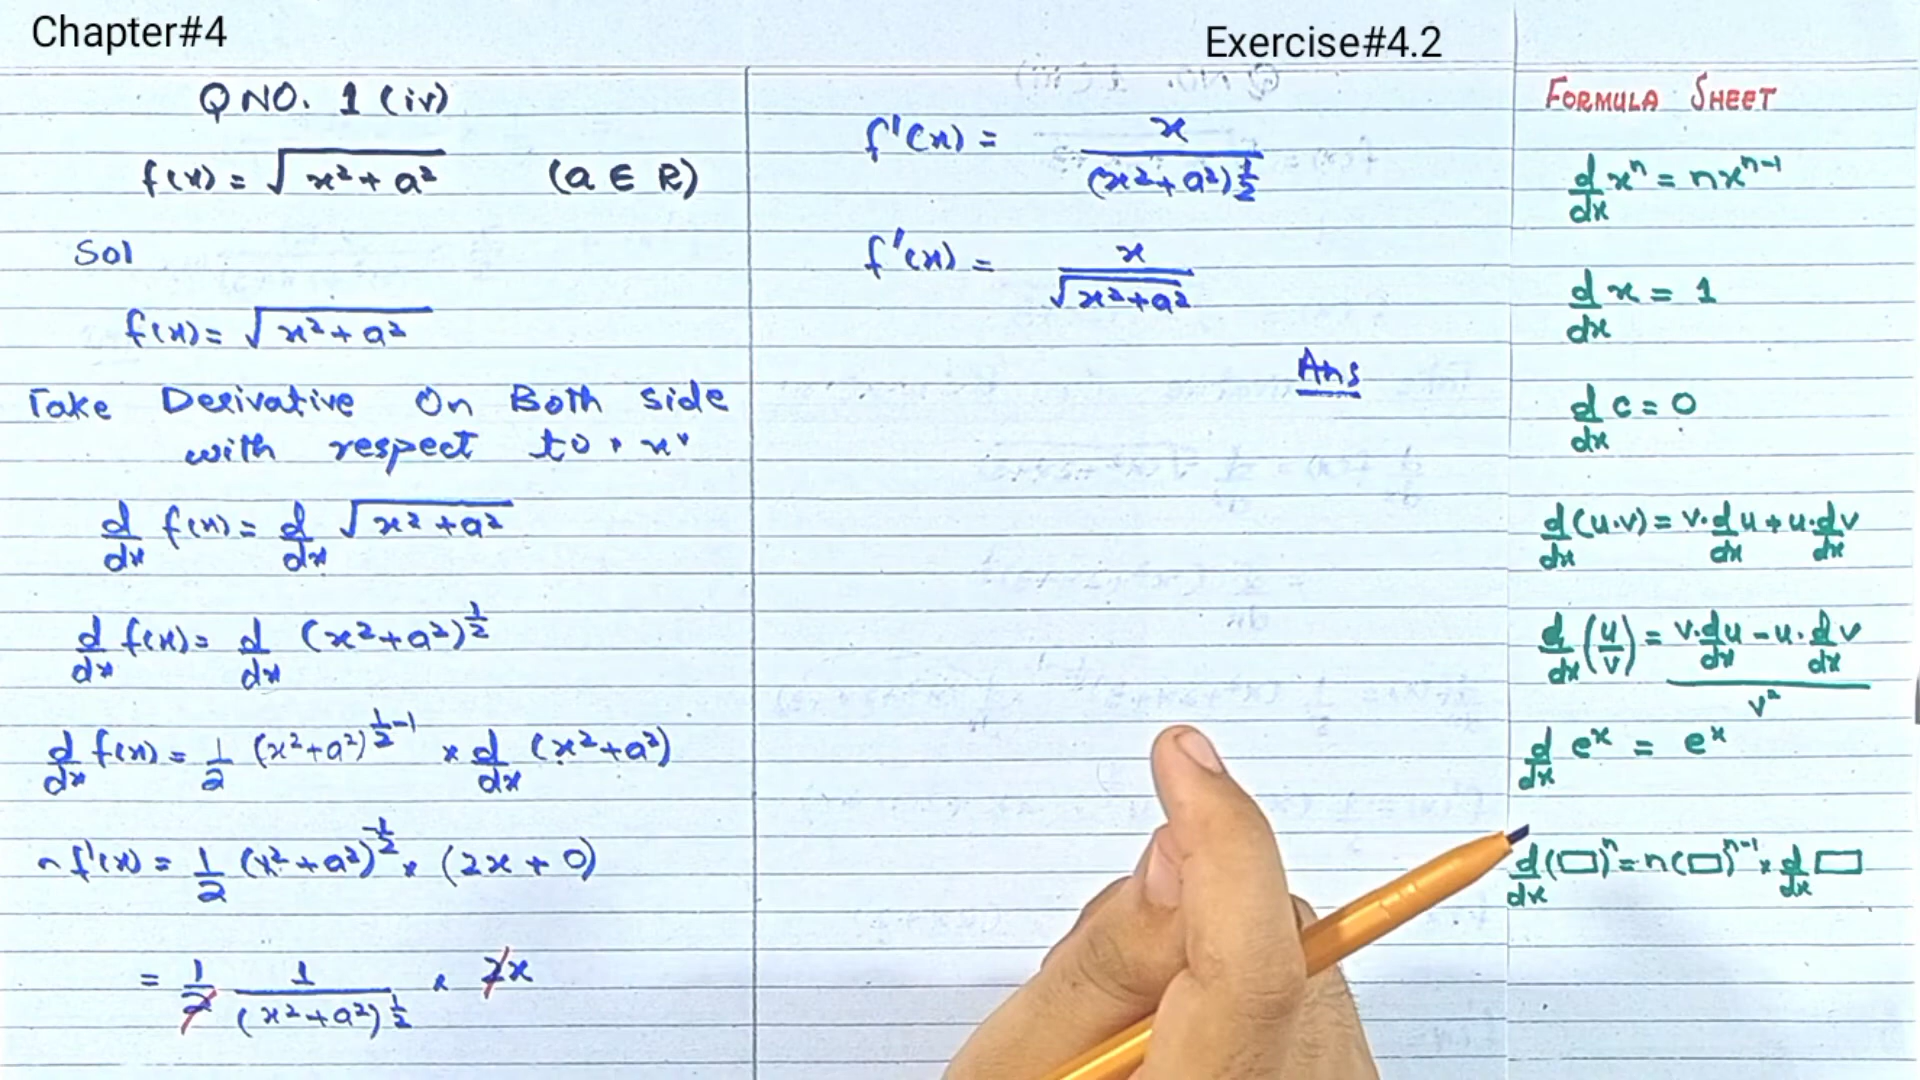 Chapter#4
Exercise#4.2
Q NO. 1 (iv)
f(x) = √(x² + a²) (a ∈ R)
Sol
f(x) = √(x² + a²)
Take Derivative On Both side
with respect to "x"
d/dx f(x) = d/dx √(x² + a²)
d/dx f(x) = d/dx (x² + a²)^(1/2)
d/dx f(x) = 1/2 (x² + a²)^(1/2 - 1) × d/dx (x² + a²)
f'(x) = 1/2 (x² + a²)^(-1/2) × (2x + 0)
= 1/2 1/(x² + a²)^(1/2) × 2x
f'(x) = x/(x² + a²)^(1/2)
f'(x) = x/√(x² + a²)
Ans
FORMULA SHEET
d/dx xⁿ = nxⁿ⁻¹
d/dx x = 1
d/dx c = 0
d/dx (u·v) = v·d/dx u + u·d/dx v
d/dx (u/v) = (v·d/dx u - u·d/dx v)/v²
d/dx eˣ = eˣ
d/dx (□)ⁿ = n(□)ⁿ⁻¹ × d/dx □